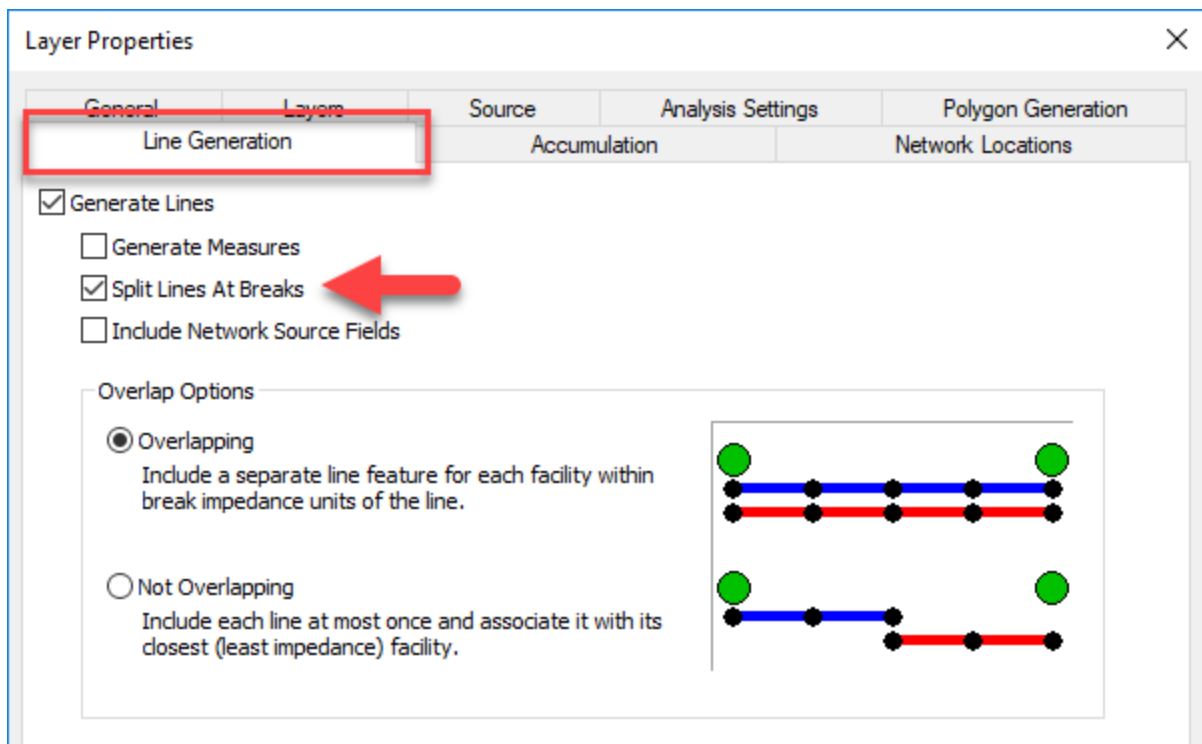 Layer Properties
General Layers Source Analysis Settings Polygon Generation
Line Generation Accumulation Network Locations
Generate Lines
Generate Measures
Split Lines At Breaks
Include Network Source Fields
Overlap Options
Overlapping
Include a separate line feature for each facility within
break impedance units of the line.
Not Overlapping
Include each line at most once and associate it with its
closest (least impedance) facility.